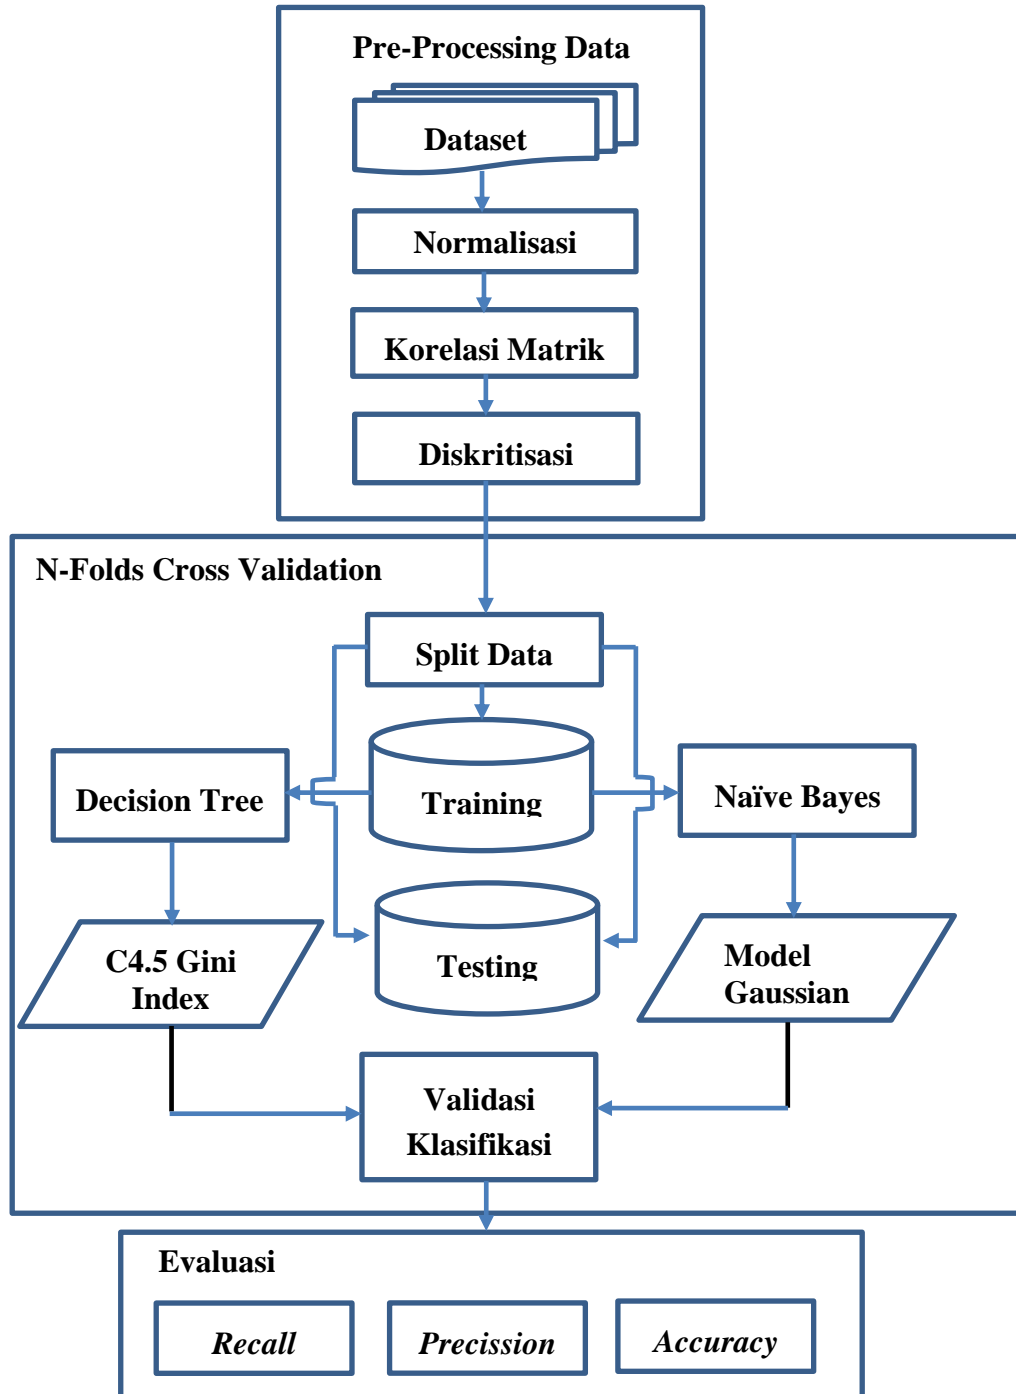 Pre-Processing Data
Dataset
Normalisasi
Korelasi Matrik
Diskritisasi
N-Folds Cross Validation
Split Data
Decision Tree
Training
Naïve Bayes
C4.5 Gini
Index
Testing
Model
Gaussian
Validasi
Klasifikasi
Evaluasi
Recall
Precission
Accuracy